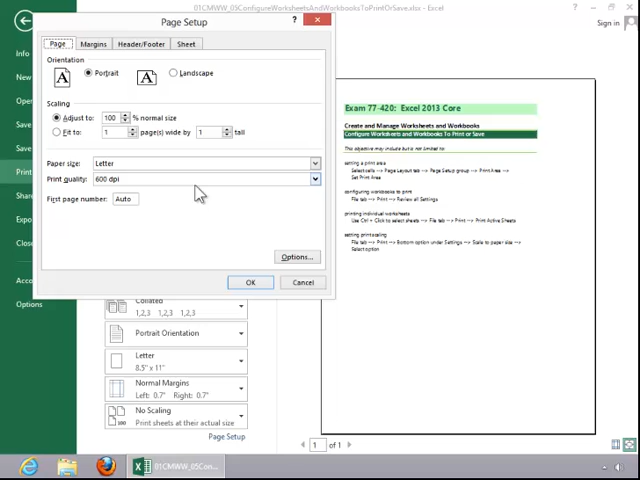 01CMWW_05ConfigureWorksheetsAndWorkbooksToPrintOrSave.xlsx - Excel
Page Setup
Sign in
Page Margins Header/Footer Sheet
Orientation
Portrait Landscape
Scaling
Adjust to: 100 % normal size
Fit to: 1 page(s) wide by 1 tall
Paper size: Letter
Print quality: 600 dpi
First page number: Auto
Options...
OK Cancel
Info
New
Ope
Save
Save
Print
Shar
Expo
Close
Acco
Options
Collated
1,2,3 1,2,3 1,2,3
Portrait Orientation
Letter
8.5" x 11"
Normal Margins
Left: 0.7" Right: 0.7"
No Scaling
Print sheets at their actual size
100
Page Setup
Exam 77-420: Excel 2013 Core
Create and Manage Worksheets and Workbooks
Configure Worksheets and Workbooks To Print or Save
This objective may include but is not limited to:
setting a print area
Select cells --> Page Layout tab --> Page Setup group --> Print Area -->
Set Print Area
configuring workbooks to print
File tab --> Print --> Review all Settings
printing individual worksheets
Use Ctrl + Click to select sheets --> File tab --> Print --> Print Active Sheets
setting print scaling
File tab --> Print --> Bottom option under Settings --> Scale to paper size -->
Select option
1 of 1
01CMWW_05Con...